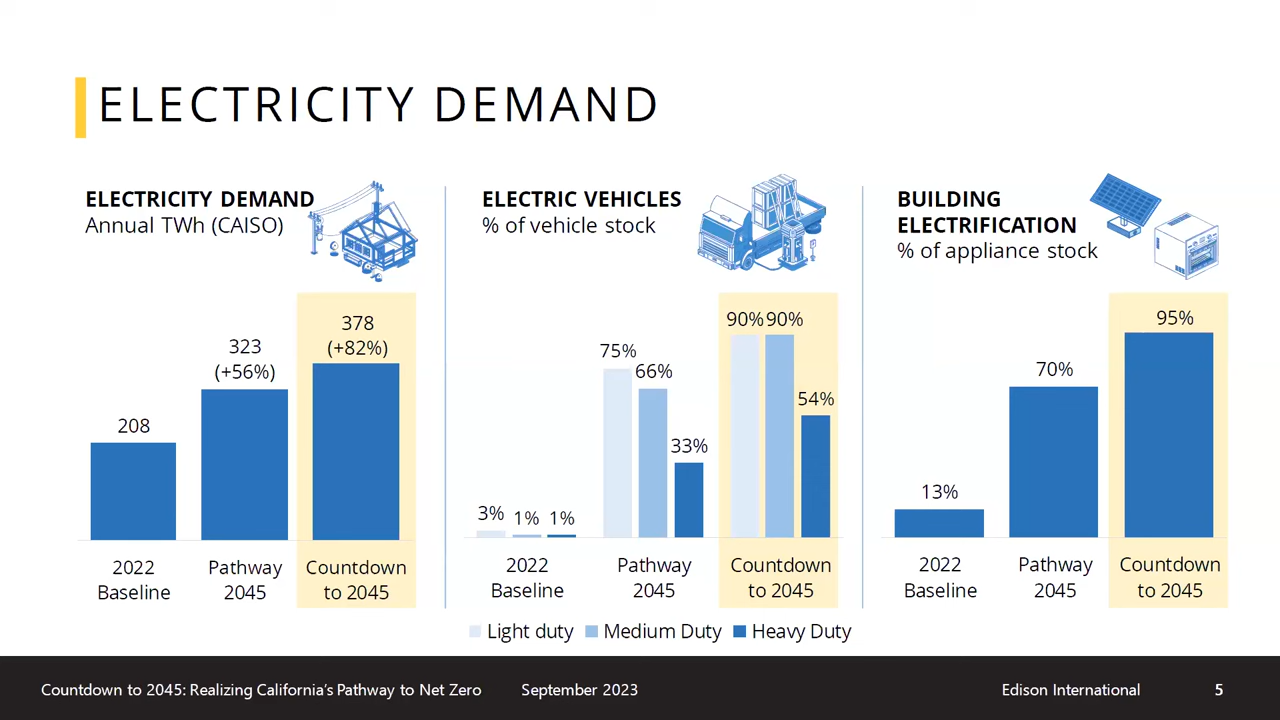 ELECTRICITY DEMAND
ELECTRICITY DEMAND
Annual TWh (CAISO)
208
323
(+56%)
378
(+82%)
2022
Baseline
Pathway
2045
Countdown
to 2045
ELECTRIC VEHICLES
% of vehicle stock
3%
1%
1%
75%
66%
33%
90%
90%
54%
2022
Baseline
Pathway
2045
Countdown
to 2045
Light duty
Medium Duty
Heavy Duty
BUILDING
ELECTRIFICATION
% of appliance stock
13%
70%
95%
2022
Baseline
Pathway
2045
Countdown
to 2045
Countdown to 2045: Realizing California’s Pathway to Net Zero
September 2023
Edison International
5